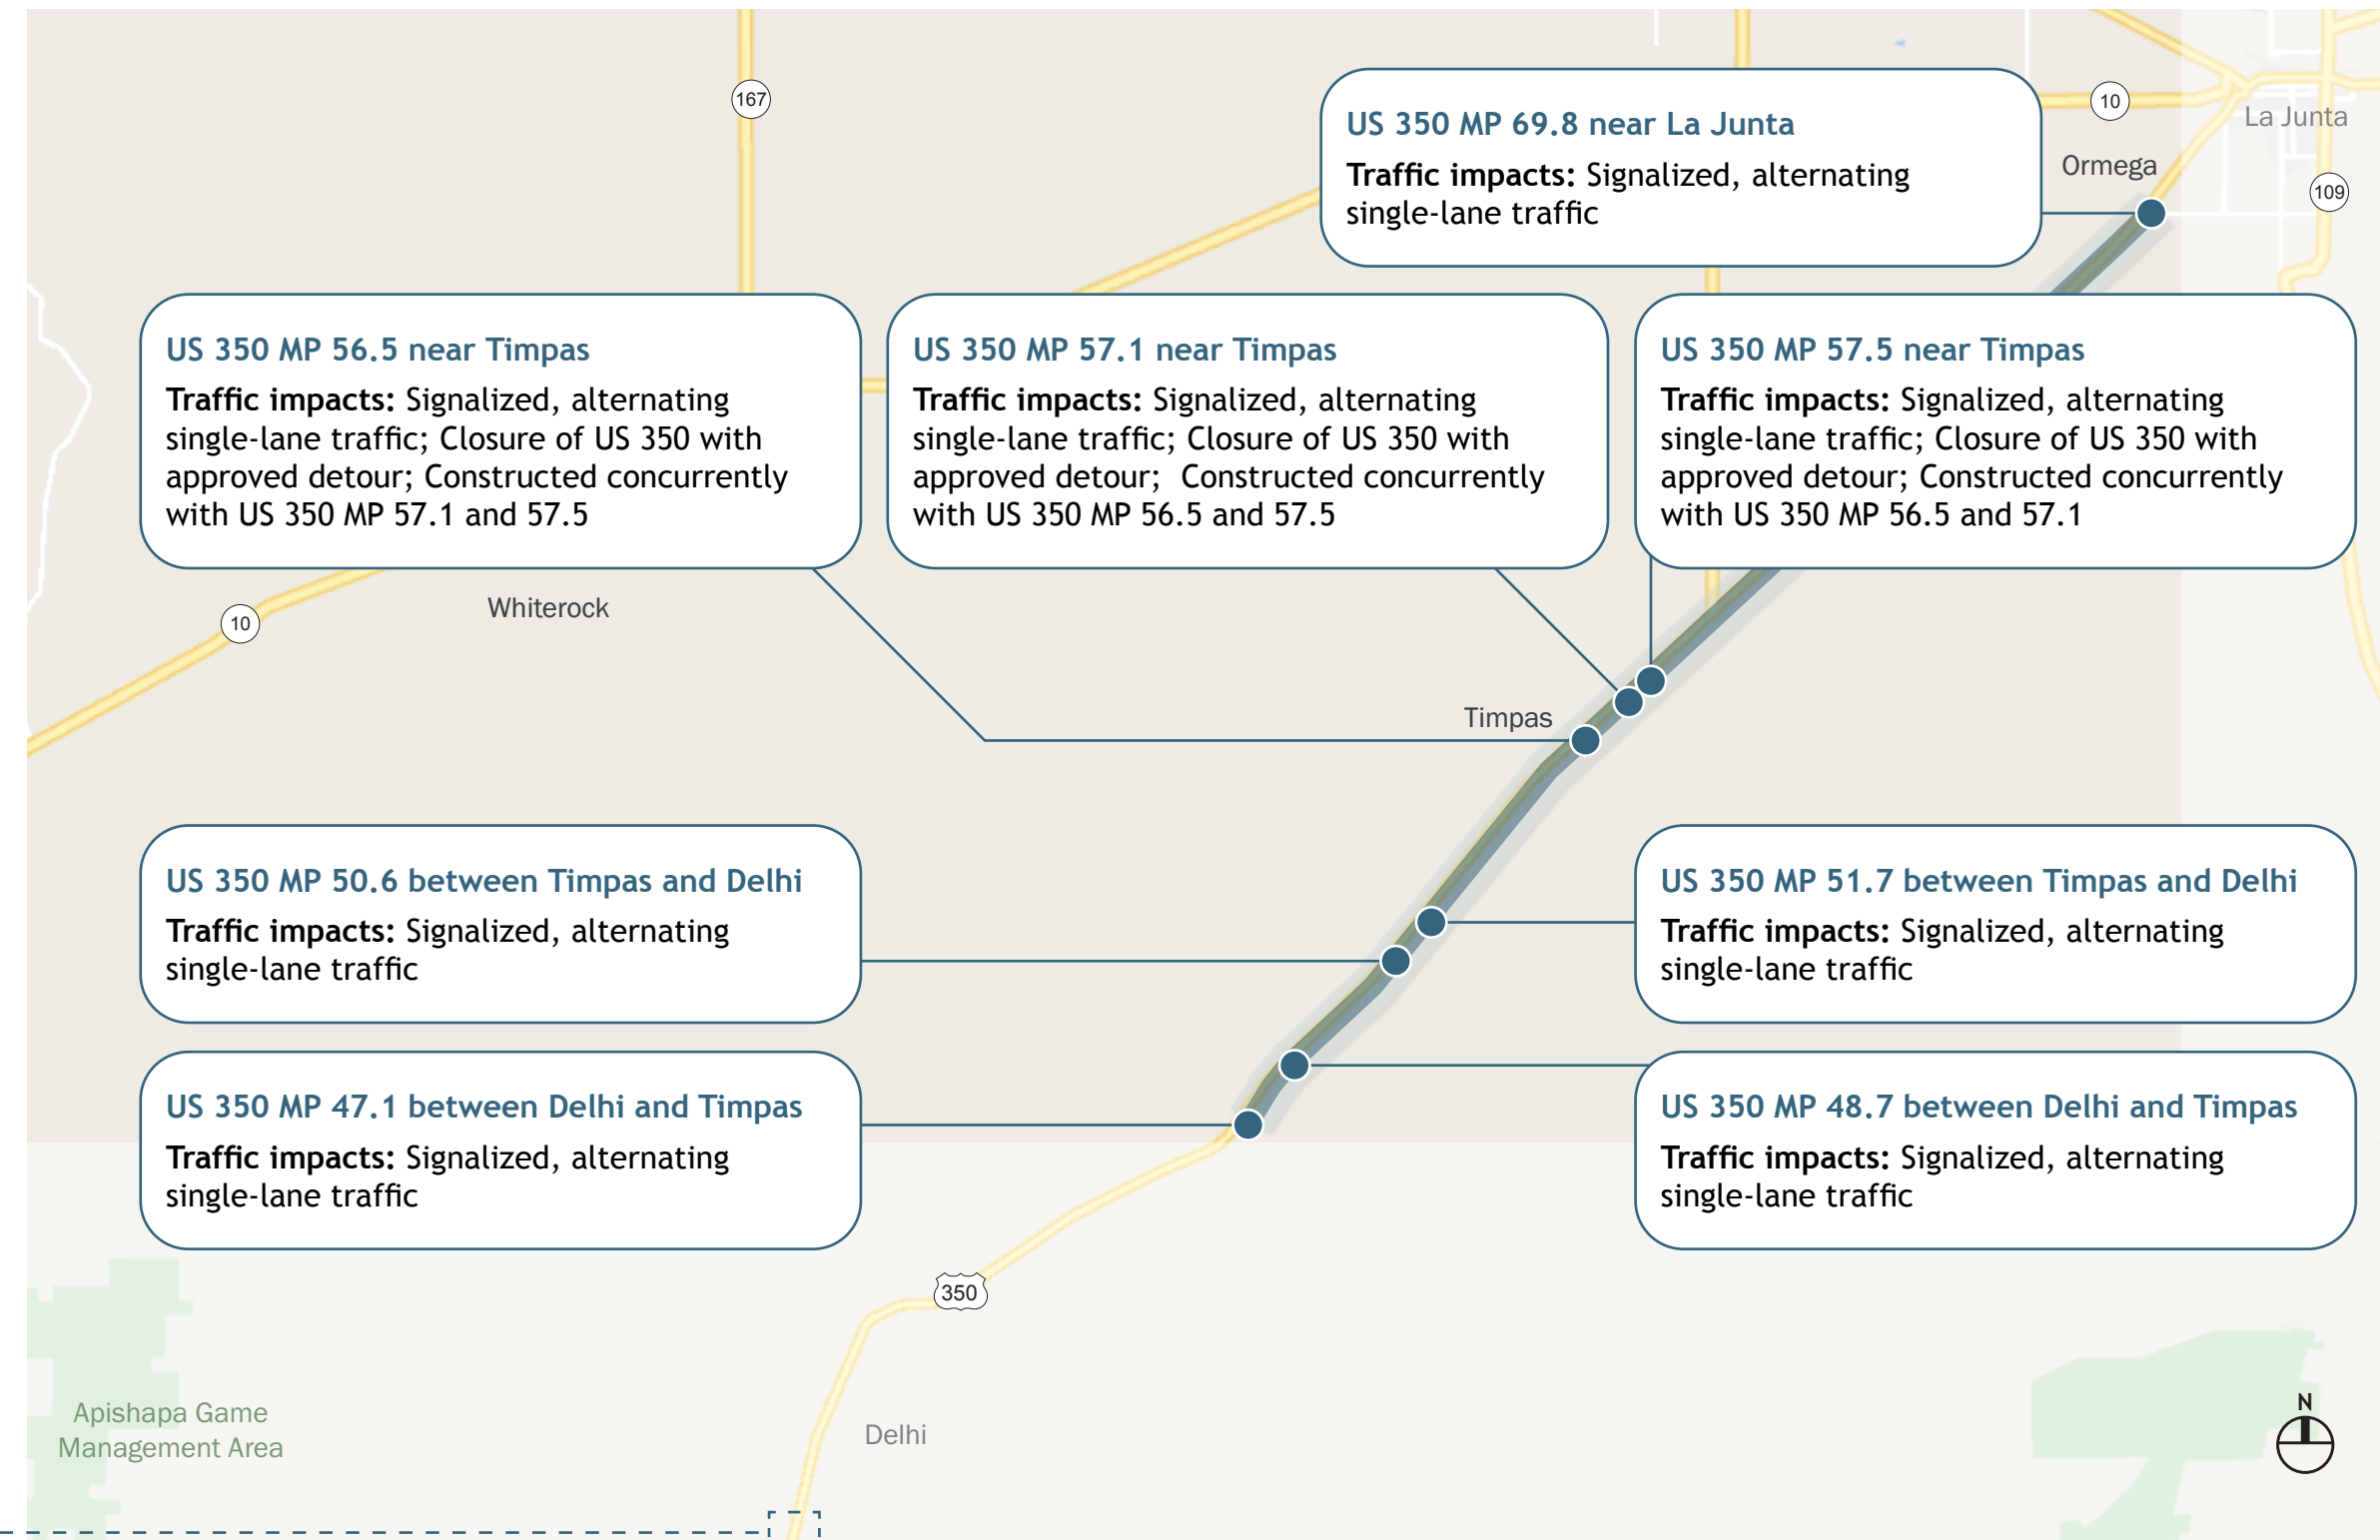 167
US 350 MP 69.8 near La Junta
Traffic impacts: Signalized, alternating
single-lane traffic
10
La Junta
Ormega
109
US 350 MP 56.5 near Timpas
Traffic impacts: Signalized, alternating
single-lane traffic; Closure of US 350 with
approved detour; Constructed concurrently
with US 350 MP 57.1 and 57.5
US 350 MP 57.1 near Timpas
Traffic impacts: Signalized, alternating
single-lane traffic; Closure of US 350 with
approved detour;  Constructed concurrently
with US 350 MP 56.5 and 57.5
US 350 MP 57.5 near Timpas
Traffic impacts: Signalized, alternating
single-lane traffic; Closure of US 350 with
approved detour; Constructed concurrently
with US 350 MP 56.5 and 57.1
10
Whiterock
Timpas
US 350 MP 50.6 between Timpas and Delhi
Traffic impacts: Signalized, alternating
single-lane traffic
US 350 MP 51.7 between Timpas and Delhi
Traffic impacts: Signalized, alternating
single-lane traffic
US 350 MP 47.1 between Delhi and Timpas
Traffic impacts: Signalized, alternating
single-lane traffic
US 350 MP 48.7 between Delhi and Timpas
Traffic impacts: Signalized, alternating
single-lane traffic
350
Apishapa Game
Management Area
Delhi
N